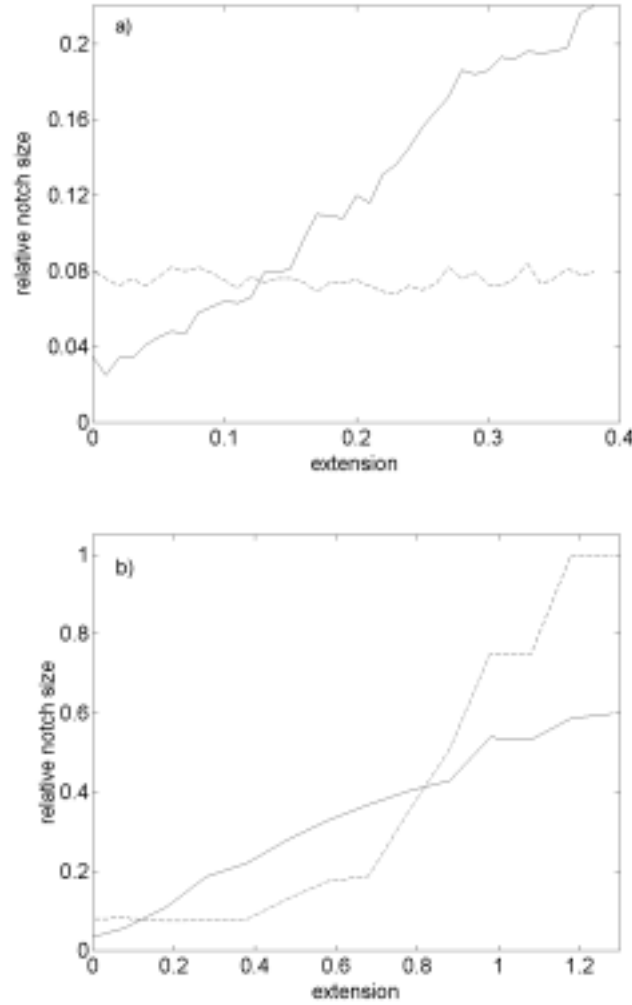 a)
0.2
0.16
0.12
0.08
0.04
0
relative notch size
0 0.1 0.2 0.3 0.4
extension
b)
1
0.8
0.6
0.4
0.2
0
relative notch size
0 0.2 0.4 0.6 0.8 1 1.2
extension